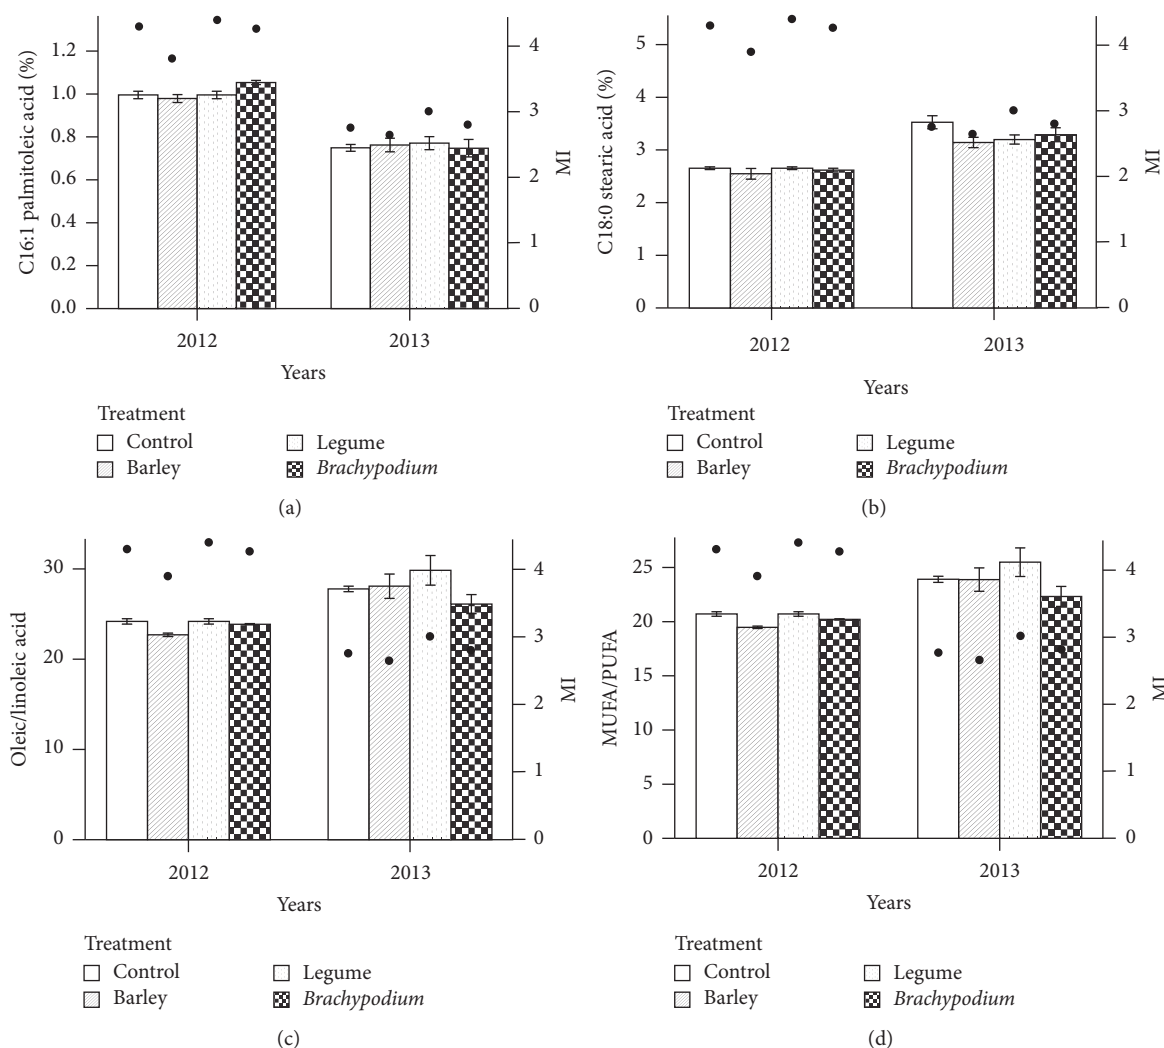 C16:1 palmitoleic acid (%)
1.2
1.0
0.8
0.6
0.4
0.2
0.0
4
3
2
1
0
MI
2012
2013
Years
Treatment
Control
Legume
Barley
Brachypodium
(a)
C18:0 stearic acid (%)
5
4
3
2
1
0
4
3
2
1
0
MI
2012
2013
Years
Treatment
Control
Legume
Barley
Brachypodium
(b)
Oleic/linoleic acid
30
20
10
0
4
3
2
1
0
MI
2012
2013
Years
Treatment
Control
Legume
Barley
Brachypodium
(c)
MUFA/PUFA
25
20
15
10
5
0
4
3
2
1
0
MI
2012
2013
Years
Treatment
Control
Legume
Barley
Brachypodium
(d)